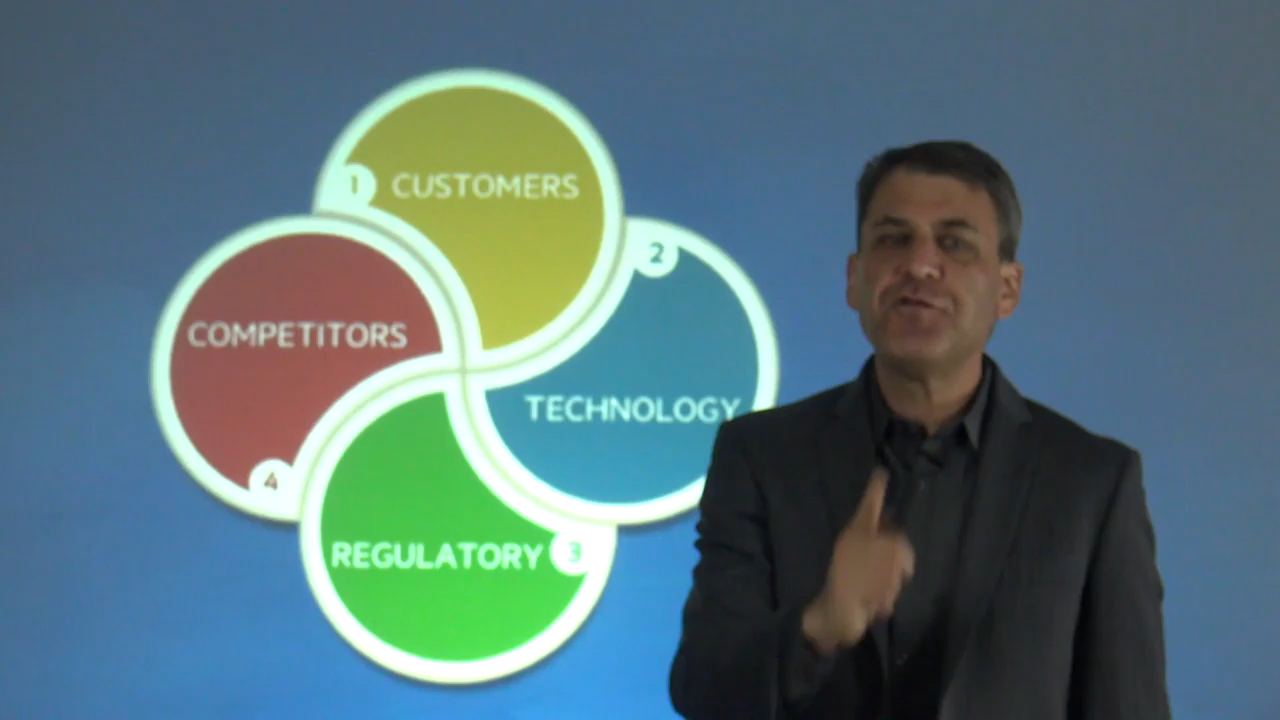 1 CUSTOMERS
2
TECHNOLOGY
3
REGULATORY
4
COMPETITORS